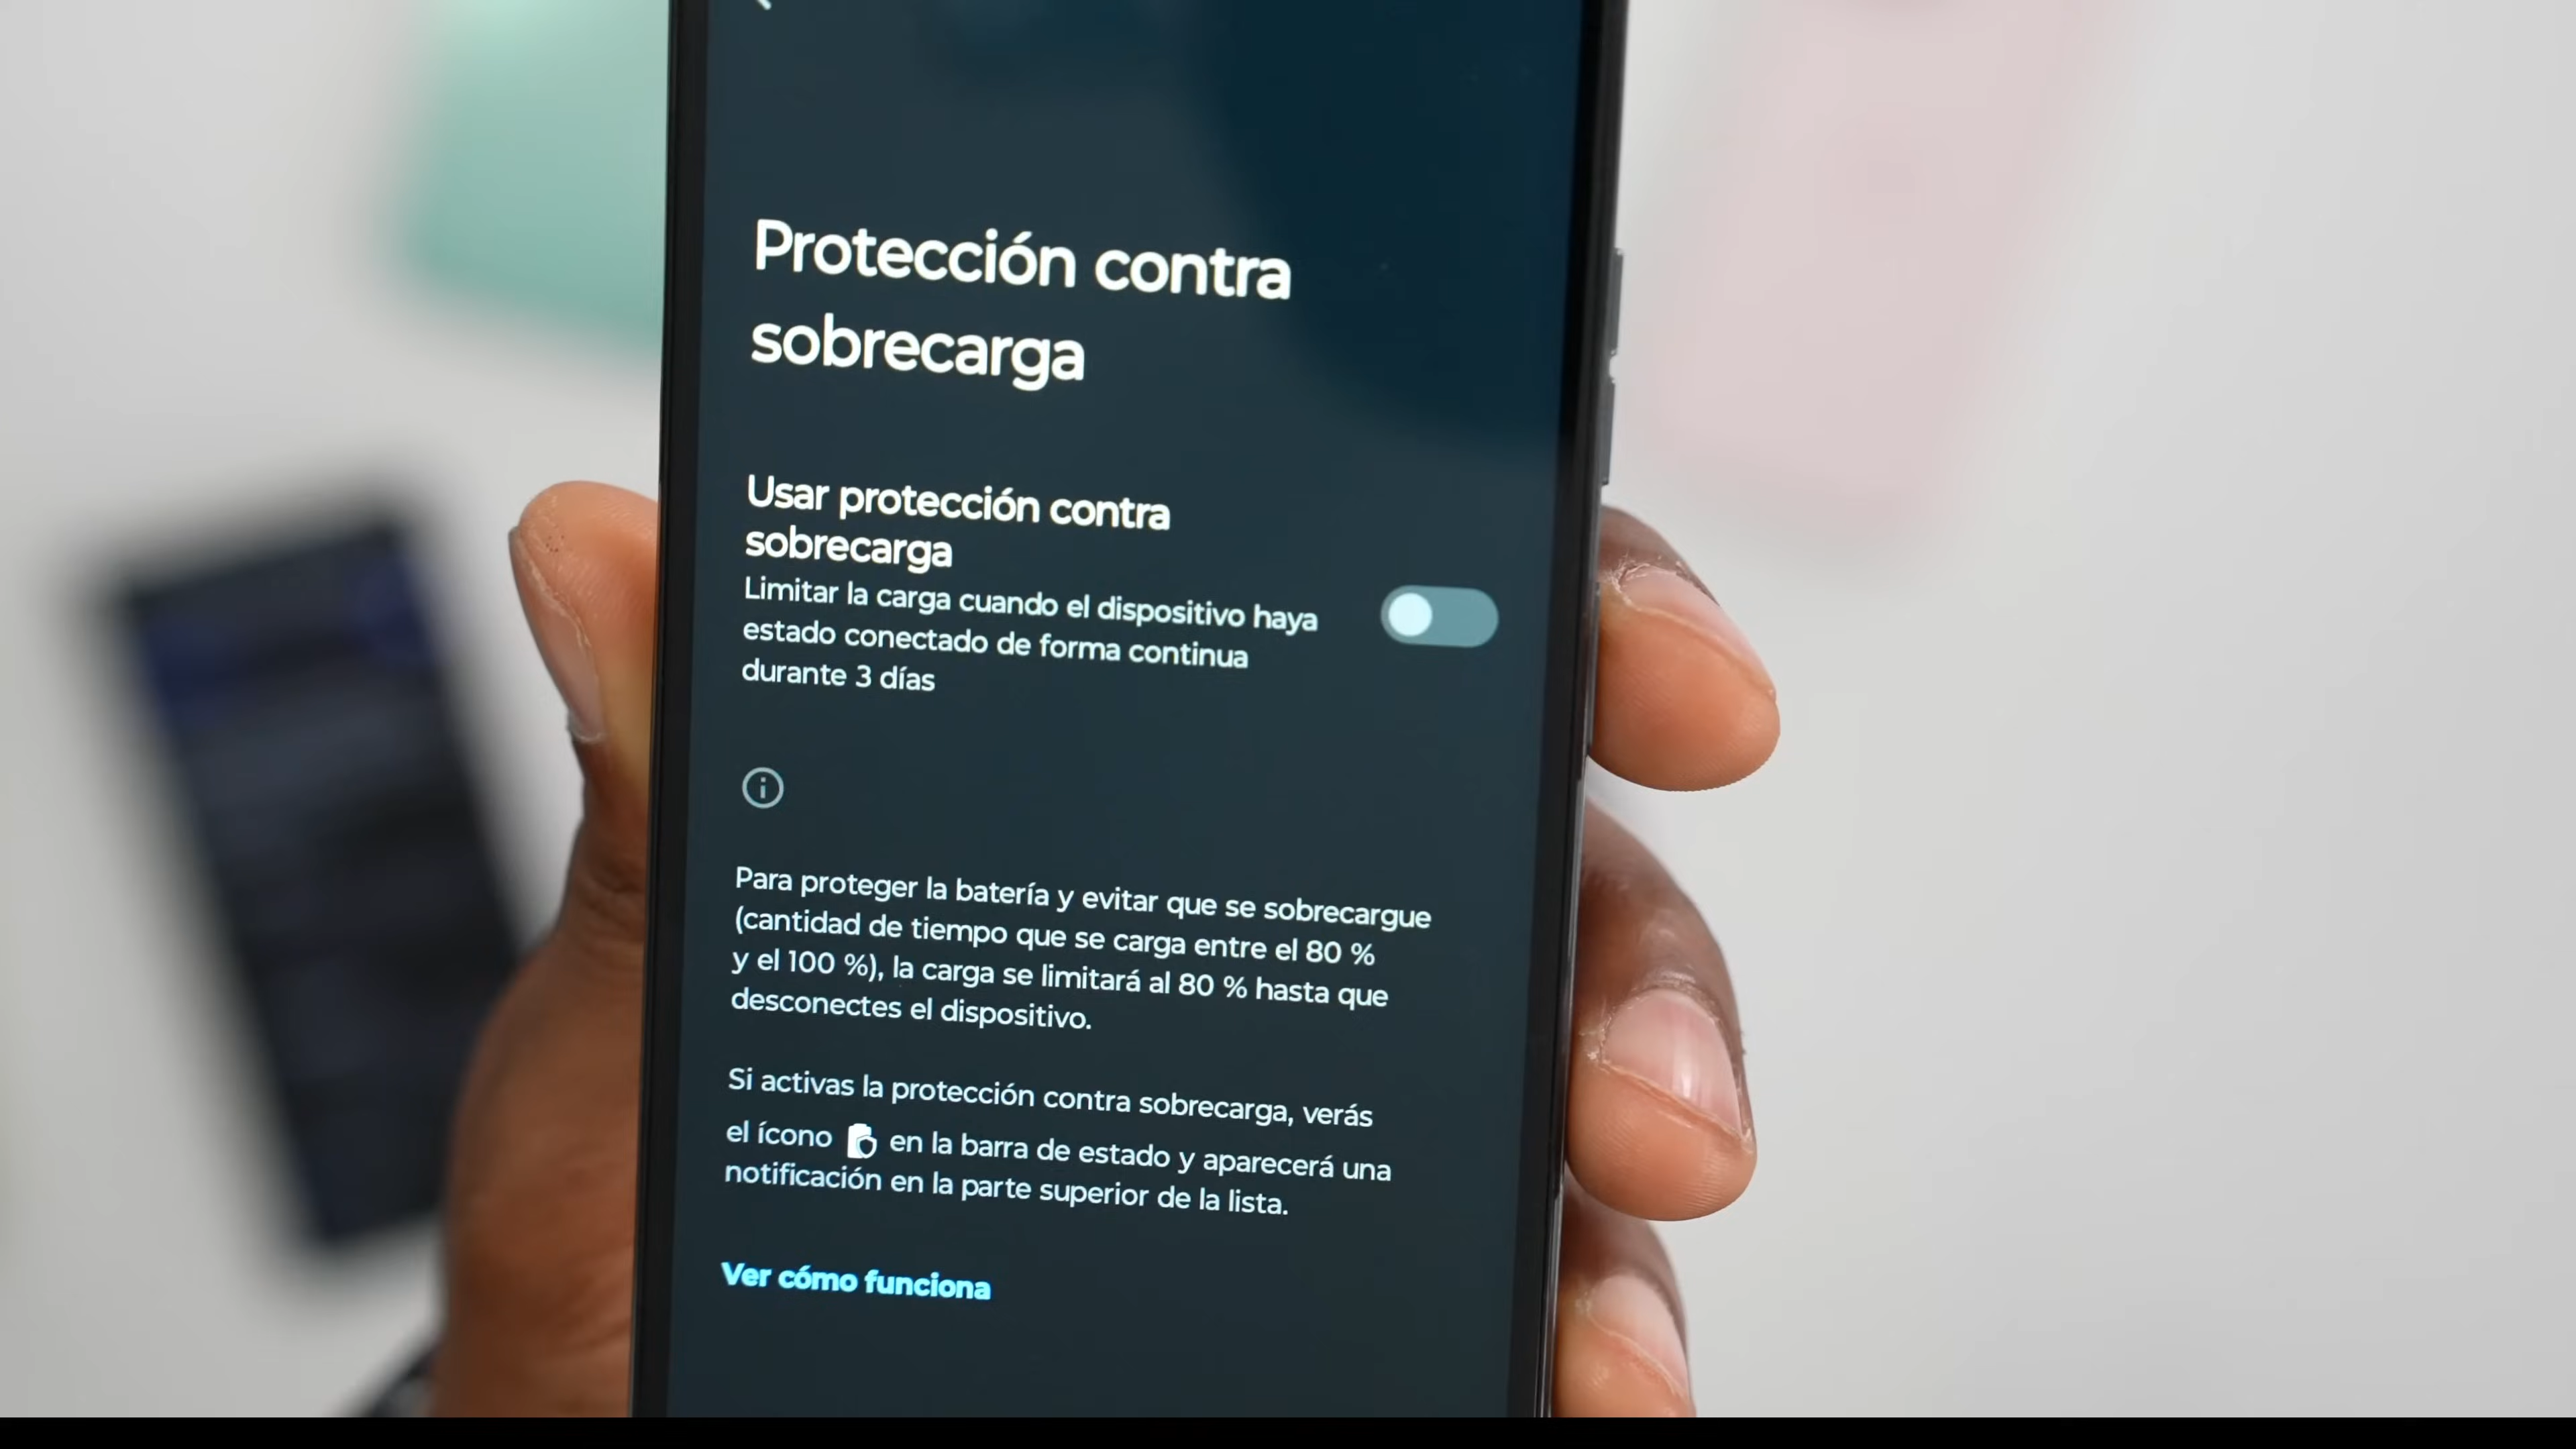 Protección contra
sobrecarga
Usar protección contra
sobrecarga
Limitar la carga cuando el dispositivo haya
estado conectado de forma continua
durante 3 días
Para proteger la batería y evitar que se sobrecargue
(cantidad de tiempo que se carga entre el 80 %
y el 100 %), la carga se limitará al 80 % hasta que
desconectes el dispositivo.
Si activas la protección contra sobrecarga, verás
el ícono en la barra de estado y aparecerá una
notificación en la parte superior de la lista.
Ver cómo funciona